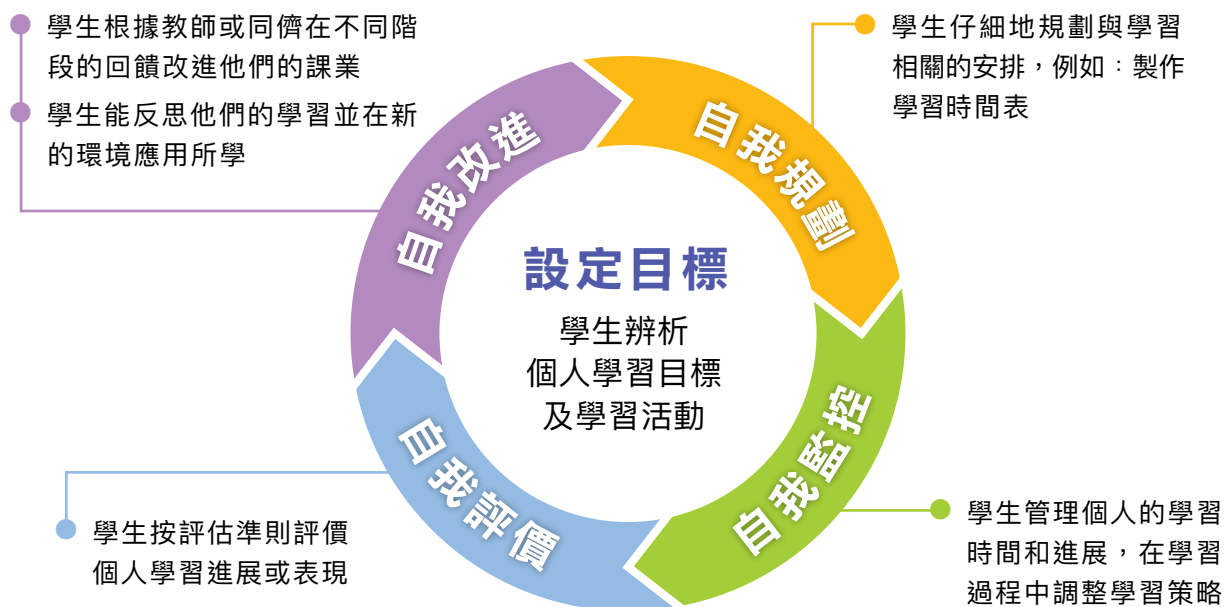 學生根據教師或同儕在不同階
段的回饋改進他們的課業
學生能反思他們的學習並在新
的環境應用所學
學生仔細地規劃與學習
相關的安排，例如：製作
學習時間表
自我改進
自我規劃
設定目標
學生辨析
個人學習目標
及學習活動
自我評價
自我監控
學生按評估準則評價
個人學習進展或表現
學生管理個人的學習
時間和進展，在學習
過程中調整學習策略